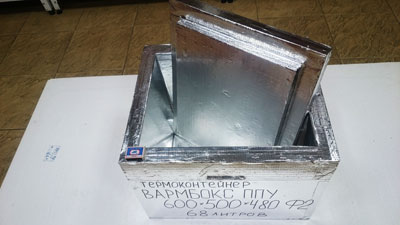 ТЕРМОКОНТЕЙНЕР
ВАРМБОКС ППУ
600*500*480 Ф2
68 ЛИТРОВ